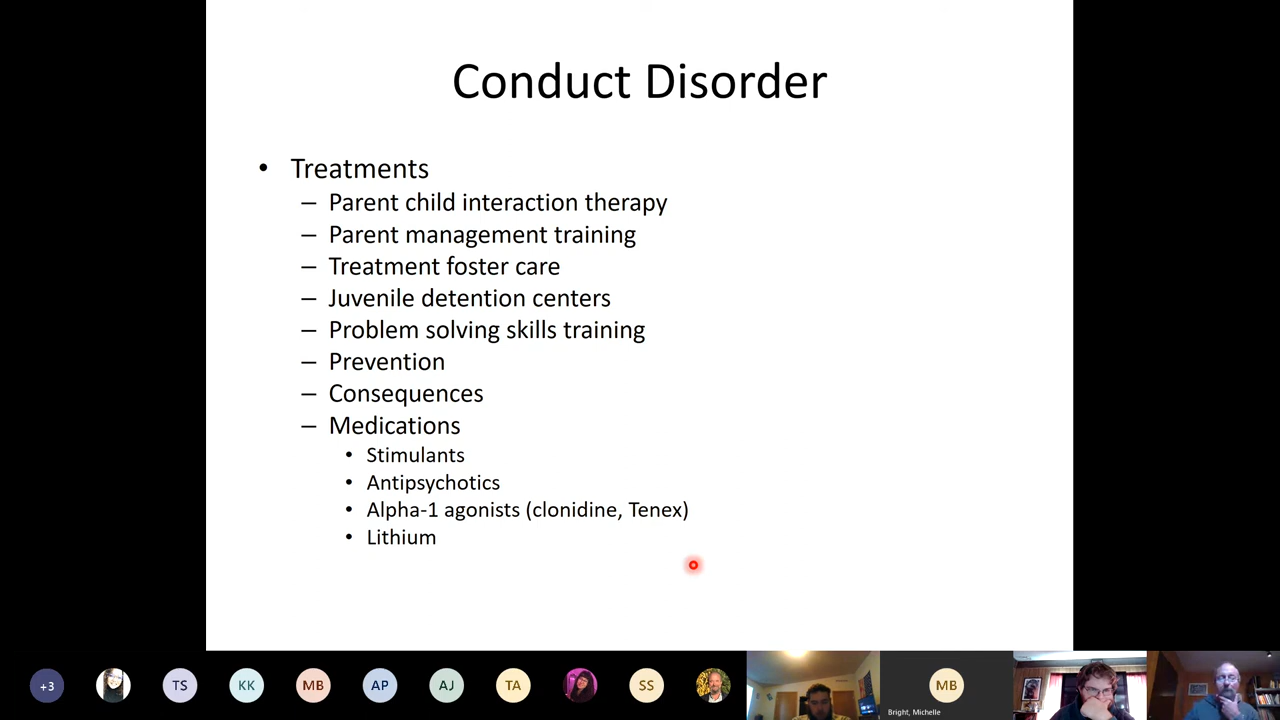 Conduct Disorder
• Treatments
– Parent child interaction therapy
– Parent management training
– Treatment foster care
– Juvenile detention centers
– Problem solving skills training
– Prevention
– Consequences
– Medications
• Stimulants
• Antipsychotics
• Alpha-1 agonists (clonidine, Tenex)
• Lithium
+3 TS KK MB AP AJ TA SS MB
Bright, Michelle